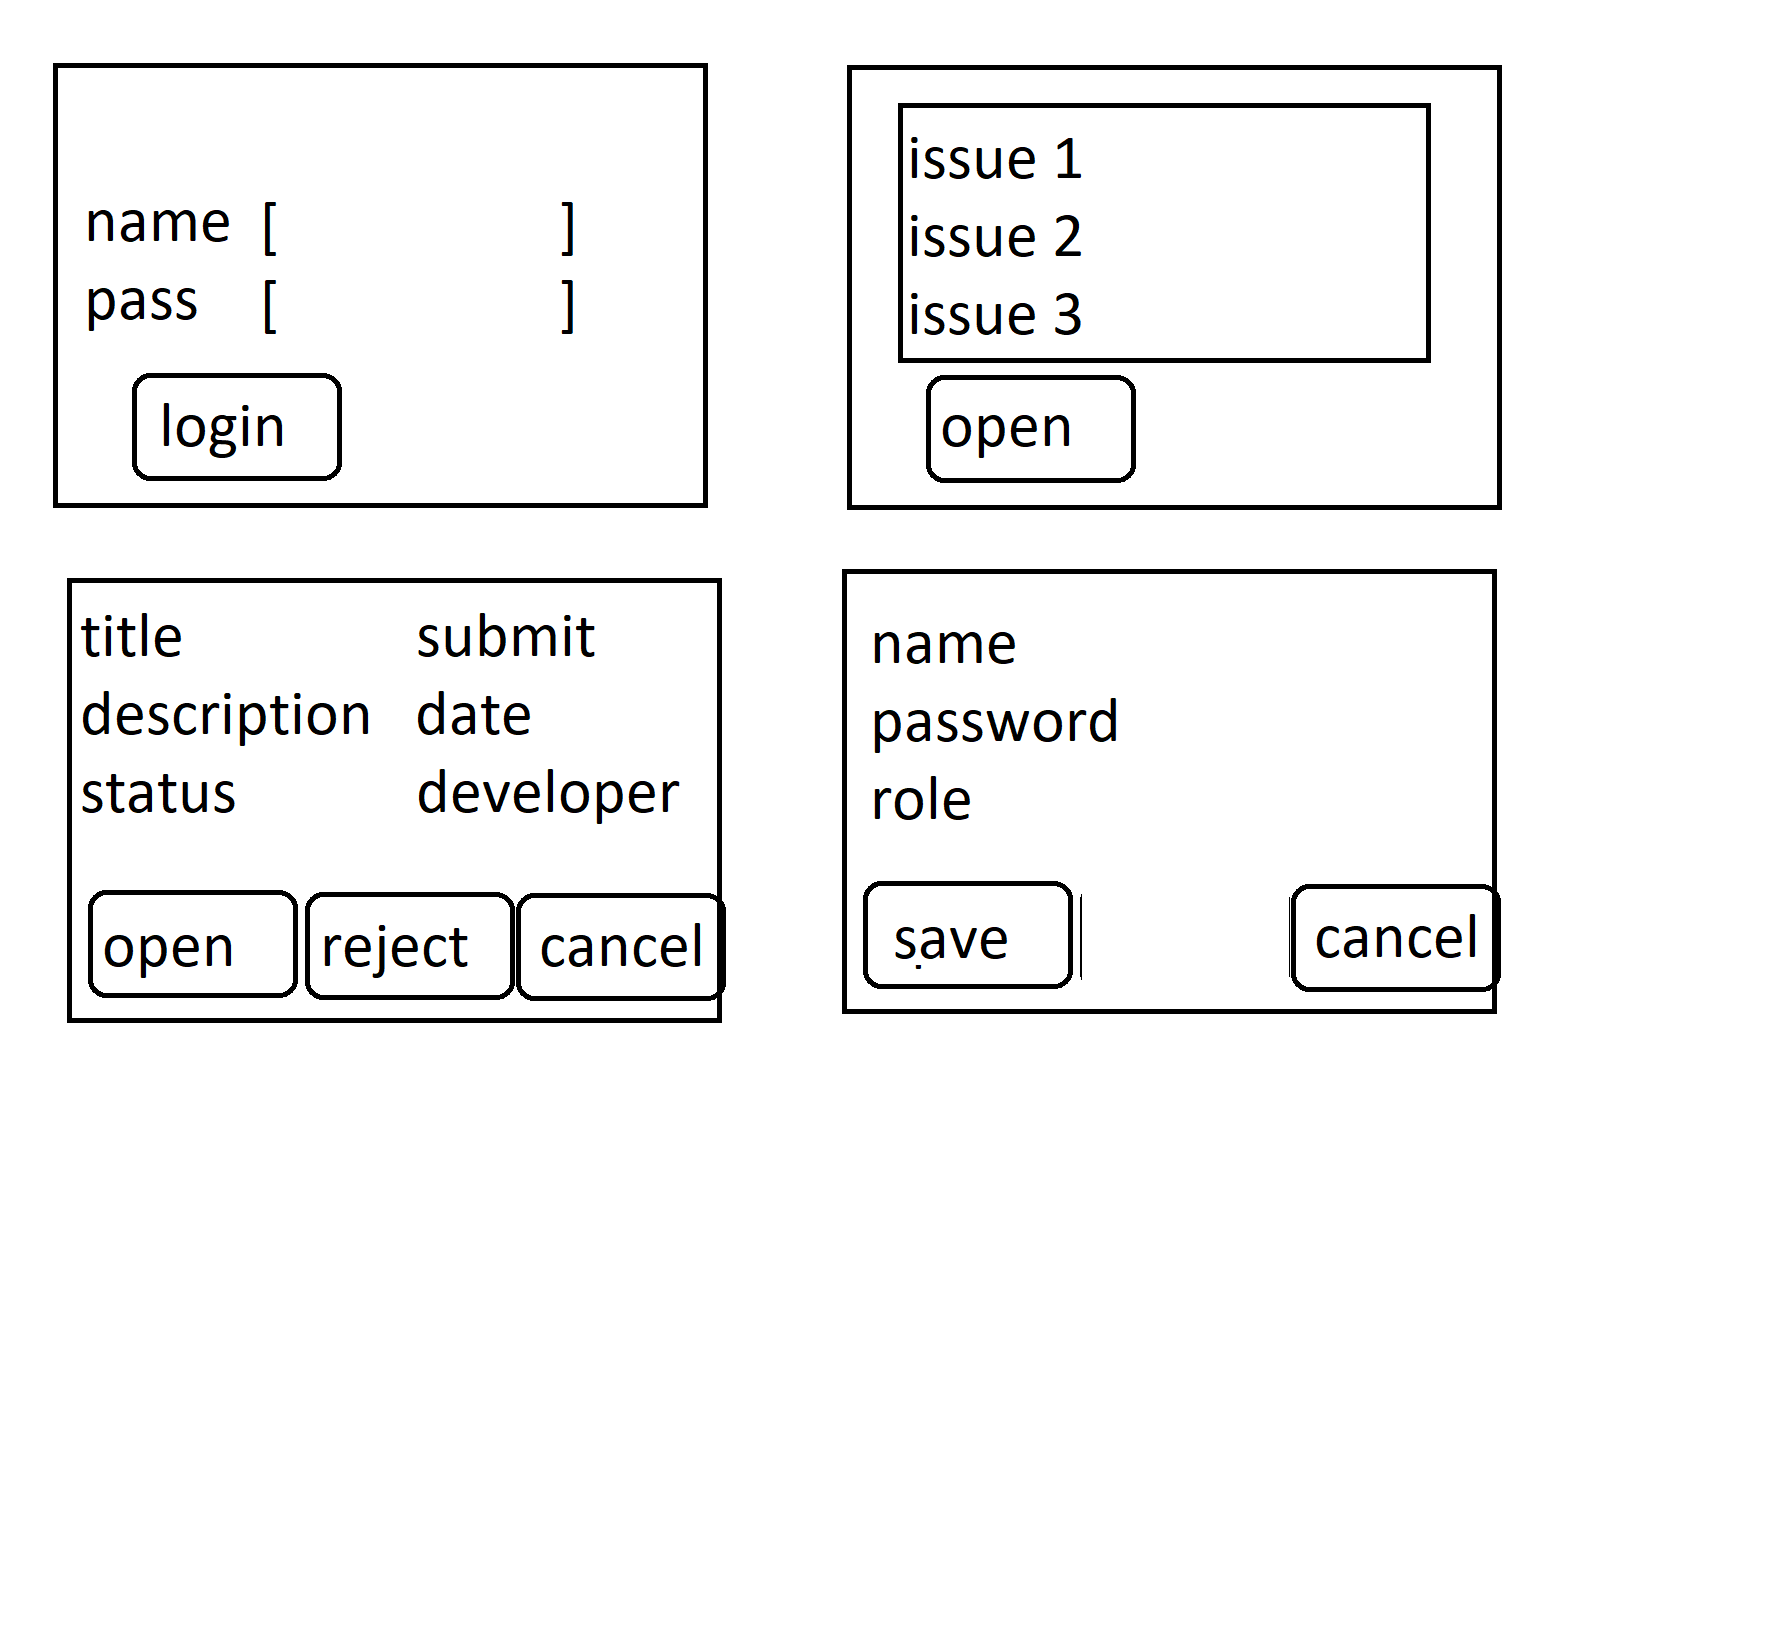 name [ ]
pass [ ]
login
issue 1
issue 2
issue 3
open
title submit
description date
status developer
open reject cancel
name
password
role
save cancel